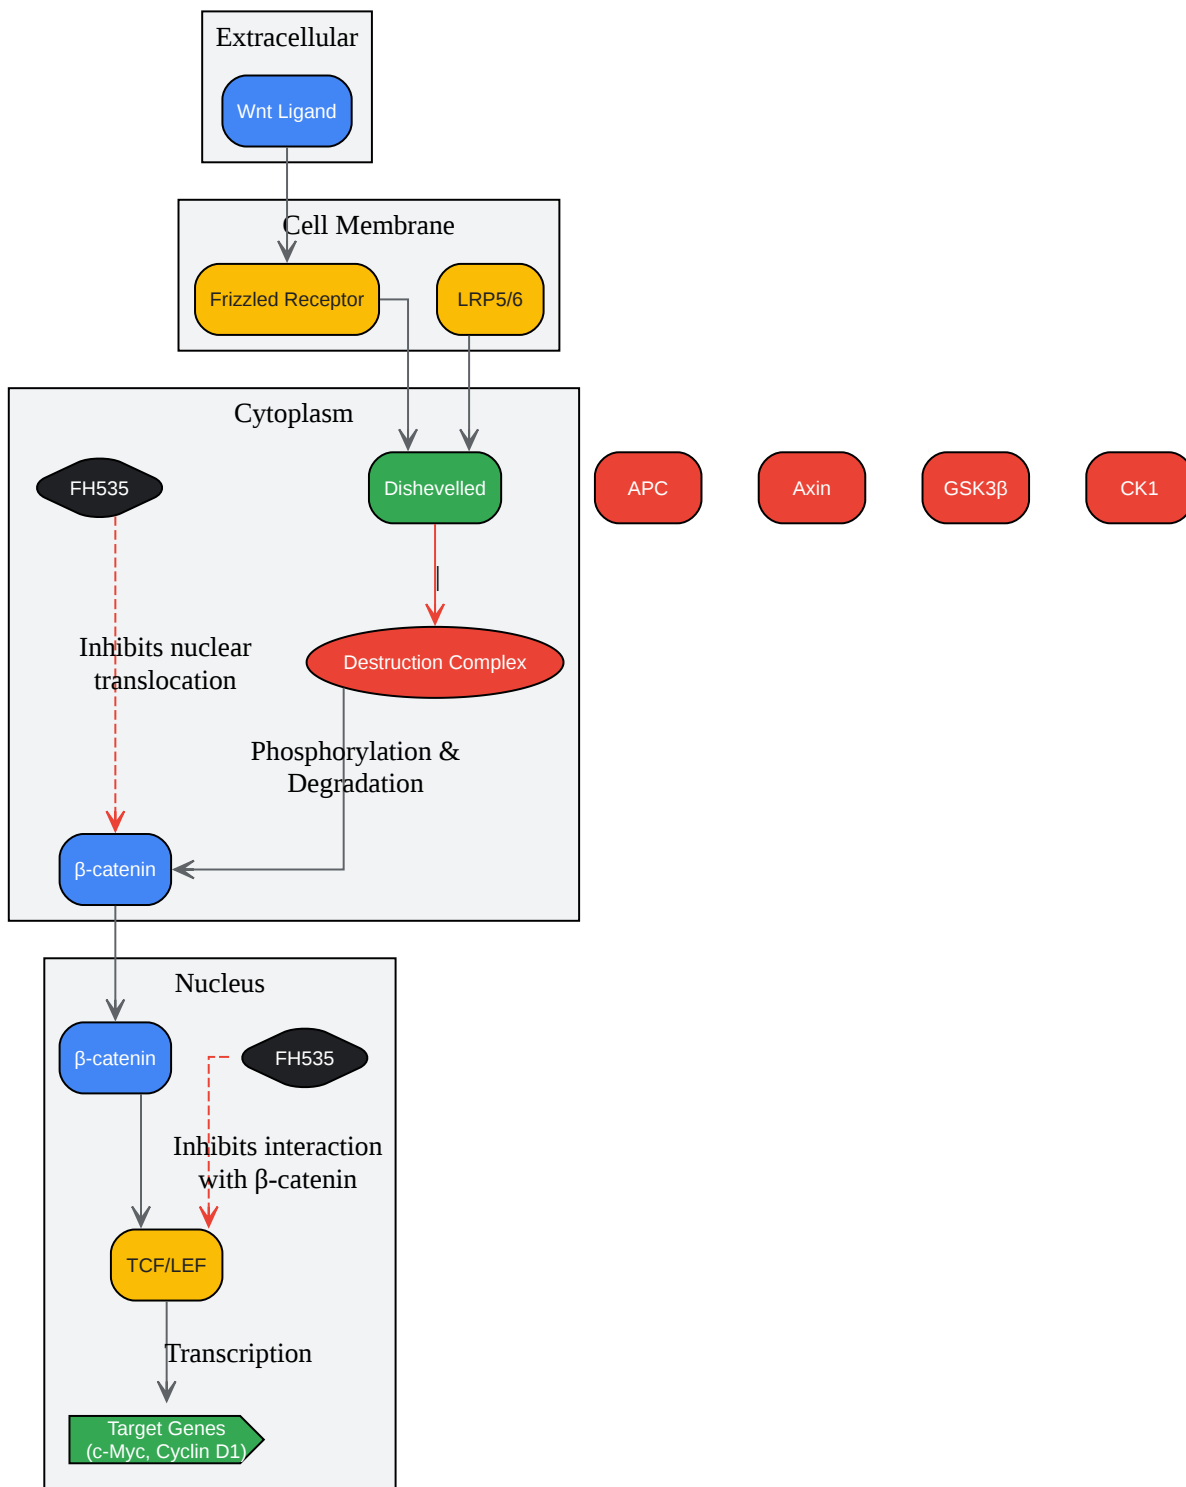 Extracellular
Wnt Ligand
Cell Membrane
Frizzled Receptor
LRP5/6
Cytoplasm
FH535
Dishevelled
APC
Axin
GSK3β
CK1
|
Inhibits nuclear
translocation
Destruction Complex
Phosphorylation &
Degradation
β-catenin
Nucleus
β-catenin
FH535
Inhibits interaction
with β-catenin
TCF/LEF
Transcription
Target Genes
(c-Myc, Cyclin D1)